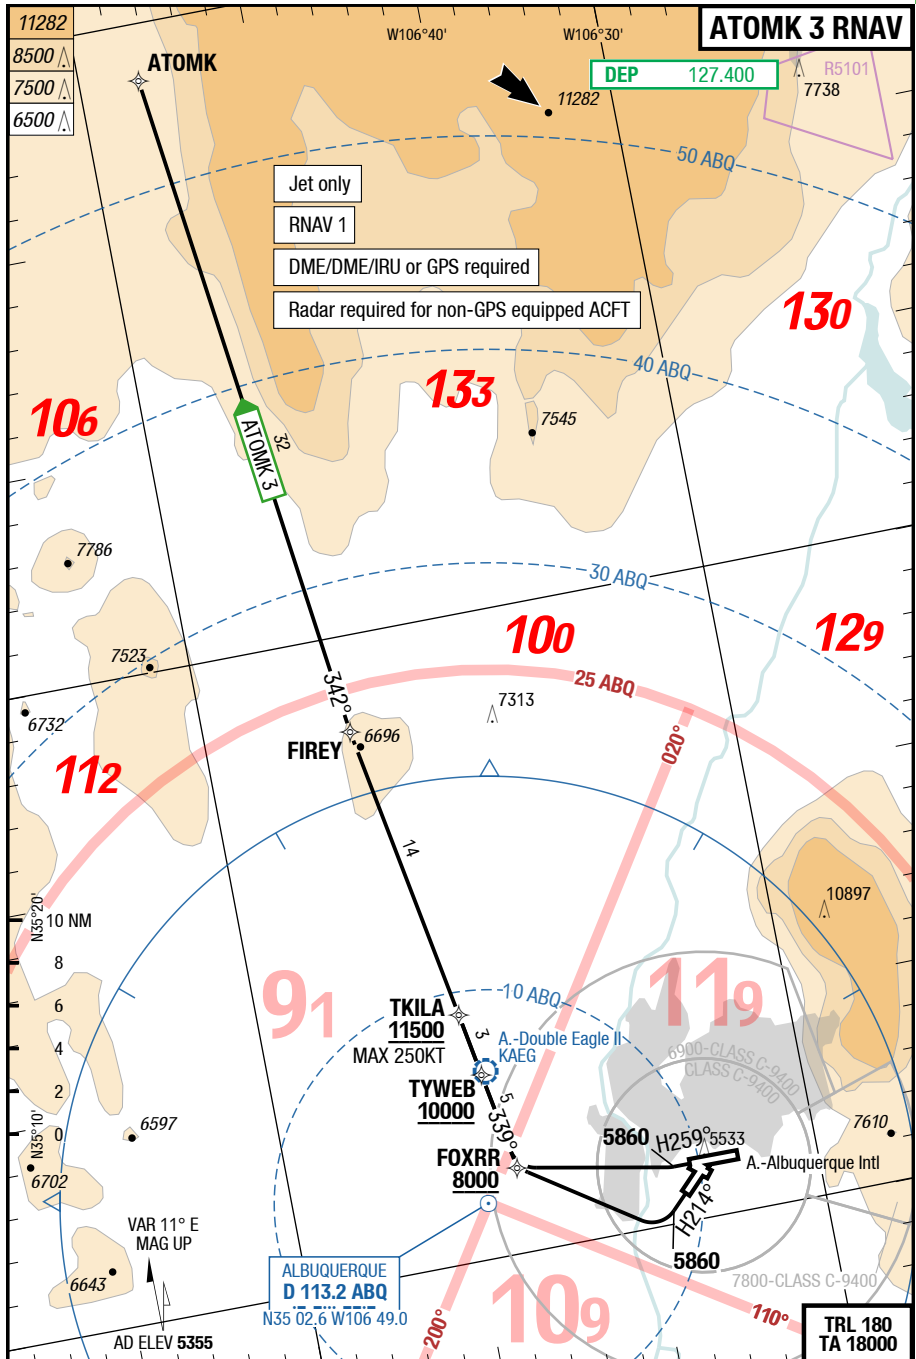 11282
8500
7500
6500
ATOMK
W106°40'
W106°30'
ATOMK 3 RNAV
DEP 127.400
R5101
7738
11282
50 ABQ
Jet only
RNAV 1
DME/DME/IRU or GPS required
Radar required for non-GPS equipped ACFT
130
40 ABQ
133
106
7545
32
ATOMK 3
7786
30 ABQ
100
129
7523
25 ABQ
342°
7313
6732
FIREY
6696
020°
112
14
10897
N35°20'
10 NM
8
6
4
2
0
91
119
10 ABQ
TKILA
11500
MAX 250KT
3
A.-Double Eagle II
KAEG
6900-CLASS C-9400
CLASS C-9400
TYWEB
10000
5
339°
6597
7610
N35°10'
5860
H259°
5533
A.-Albuquerque Intl
FOXRR
8000
6702
H214°
VAR 11° E
MAG UP
5860
6643
ALBUQUERQUE
D 113.2 ABQ
N35 02.6 W106 49.0
7800-CLASS C-9400
109
110°
200°
AD ELEV 5355
TRL 180
TA 18000